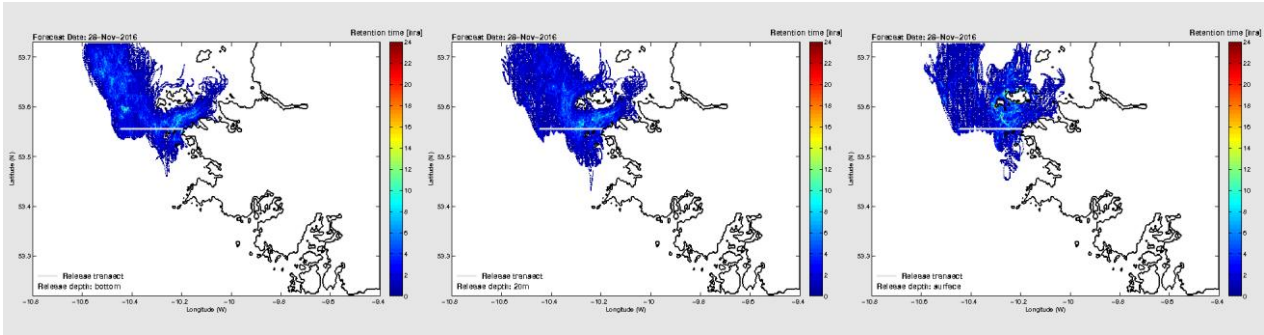 Forecast Date: 28-Nov-2016
Retention time [hrs]
53.7
53.6
53.5
53.4
53.3
Latitude (N)
24
22
20
18
16
14
12
10
8
6
4
2
0
Release transect
Release depth: bottom
-10.8 -10.6 -10.4 -10.2 -10 -9.8 -9.6 -9.4
Longitude (W)
Forecast Date: 28-Nov-2016
Retention time [hrs]
53.7
53.6
53.5
53.4
53.3
Latitude (N)
24
22
20
18
16
14
12
10
8
6
4
2
0
Release transect
Release depth: 20m
-10.8 -10.6 -10.4 -10.2 -10 -9.8 -9.6 -9.4
Longitude (W)
Forecast Date: 28-Nov-2016
Retention time [hrs]
53.7
53.6
53.5
53.4
53.3
Latitude (N)
24
22
20
18
16
14
12
10
8
6
4
2
0
Release transect
Release depth: surface
-10.8 -10.6 -10.4 -10.2 -10 -9.8 -9.6 -9.4
Longitude (W)